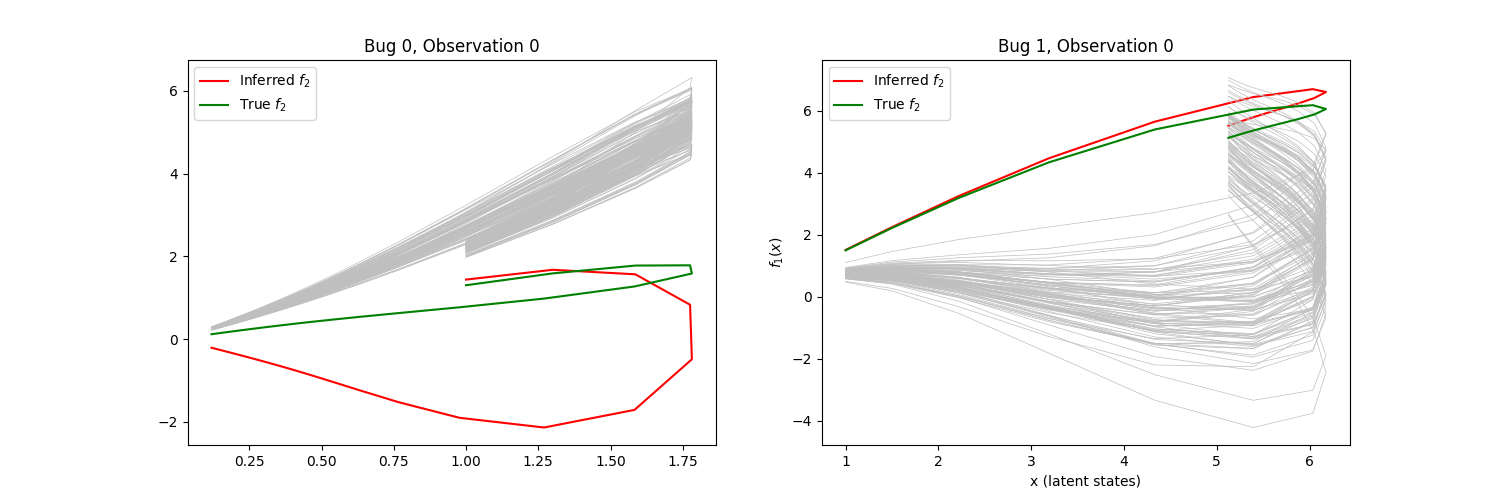 Bug 0, Observation 0
Inferred f₂
True f₂
6
4
2
0
−2
0.25 0.50 0.75 1.00 1.25 1.50 1.75
Bug 1, Observation 0
Inferred f₂
True f₂
f₁(x)
6
4
2
0
−2
−4
1 2 3 4 5 6
x (latent states)